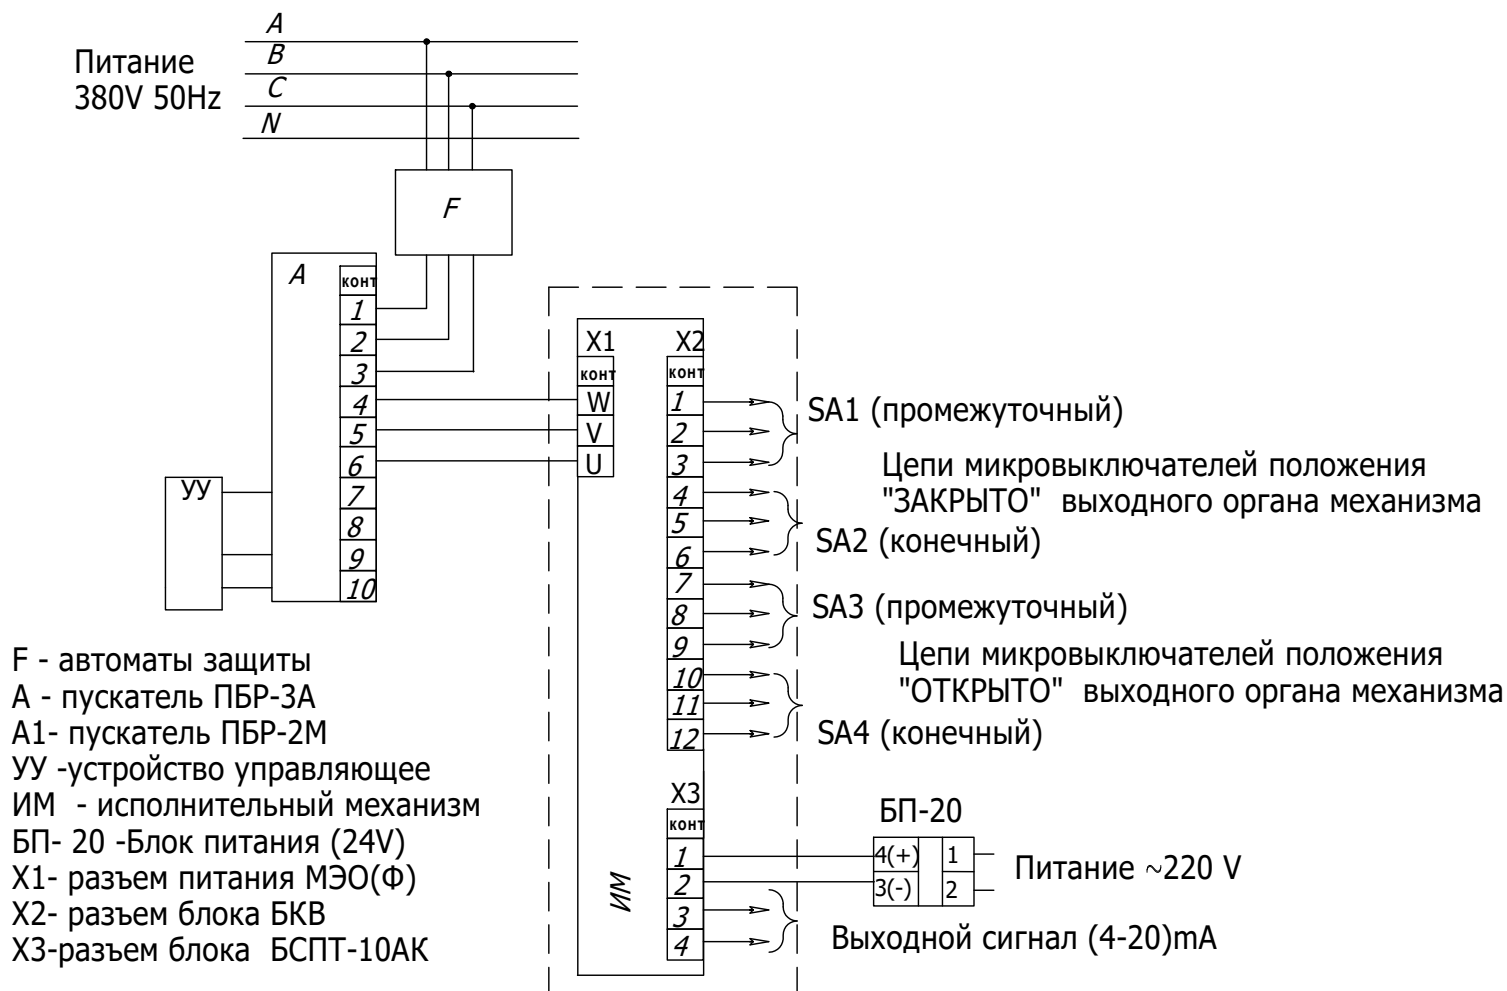 A
Питание
B
380V 50Hz
C
N
F
A
конт
1
2
3
4
5
6
7
8
9
10
УУ
X1
конт
W
V
U
X2
конт
1
2
3
4
5
6
7
8
9
10
11
12
SA1 (промежуточный)
Цепи микровыключателей положения
"ЗАКРЫТО" выходного органа механизма
SA2 (конечный)
SA3 (промежуточный)
Цепи микровыключателей положения
"ОТКРЫТО" выходного органа механизма
SA4 (конечный)
X3
конт
1
2
3
4
ИМ
БП-20
4(+) 1
3(-) 2
Питание ~220 V
Выходной сигнал (4-20)mA
F - автоматы защиты
А - пускатель ПБР-3А
А1- пускатель ПБР-2М
УУ -устройство управляющее
ИМ - исполнительный механизм
БП- 20 -Блок питания (24V)
X1- разъем питания МЭО(Ф)
X2- разъем блока БКВ
X3-разъем блока БСПТ-10АК